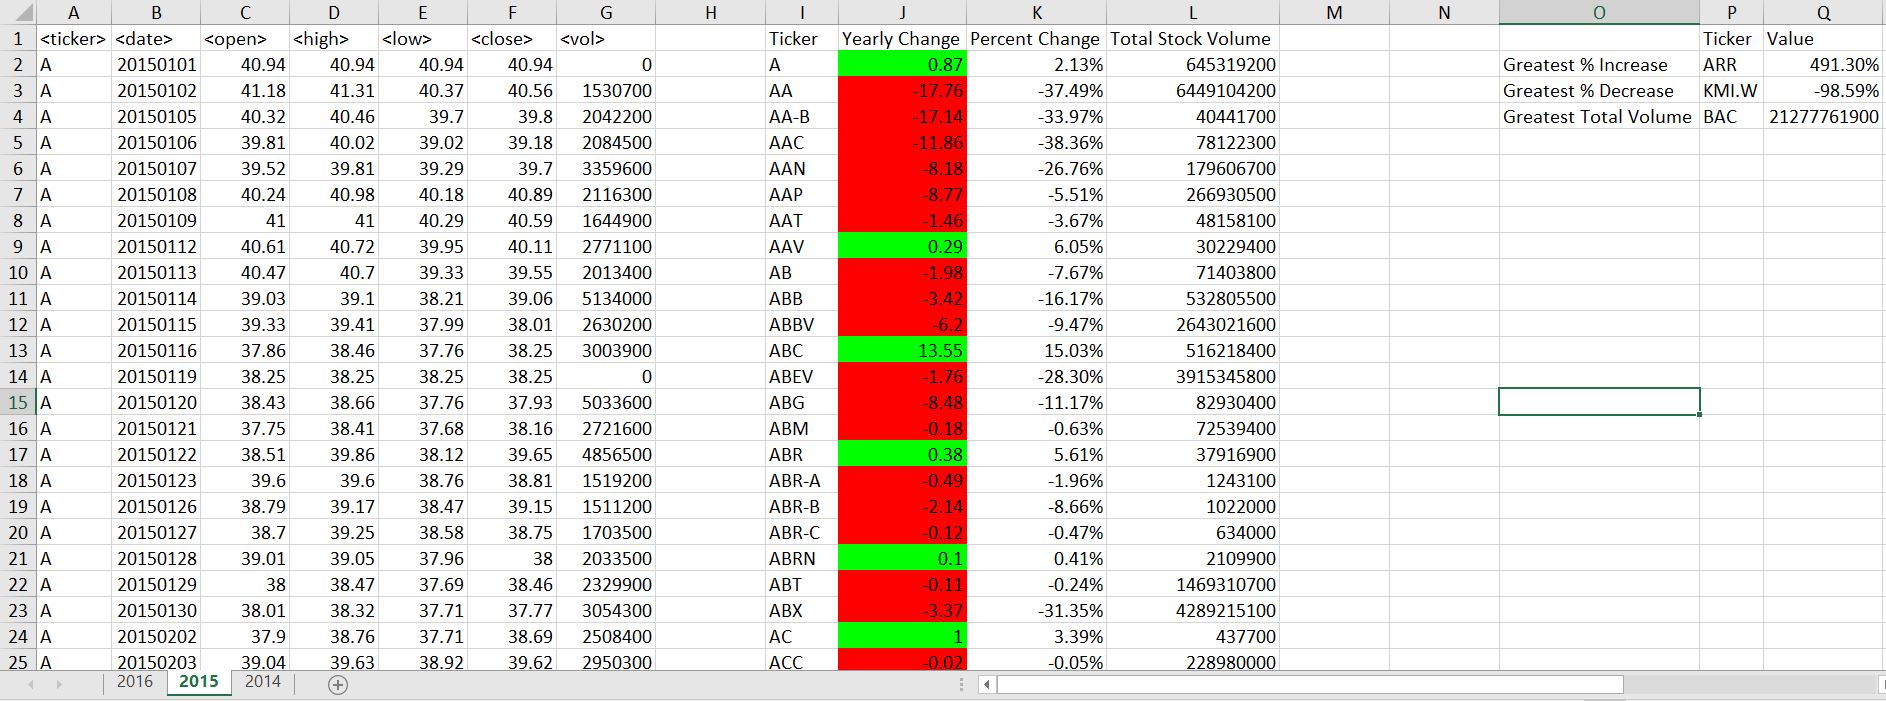 A B C D E F G H I J K L M N O P Q
1 <ticker> <date> <open> <high> <low> <close> <vol> Ticker Yearly Change Percent Change Total Stock Volume Ticker Value
2 A 20150101 40.94 40.94 40.94 40.94 0 A 0.87 2.13% 645319200 Greatest % Increase ARR 491.30%
3 A 20150102 41.18 41.31 40.37 40.56 1530700 AA -17.76 -37.49% 6449104200 Greatest % Decrease KMI.W -98.59%
4 A 20150105 40.32 40.46 39.7 39.8 2042200 AA-B -17.14 -33.97% 40441700 Greatest Total Volume BAC 21277761900
5 A 20150106 39.81 40.02 39.02 39.18 2084500 AAC -11.86 -38.36% 78122300
6 A 20150107 39.52 39.81 39.29 39.7 3359600 AAN -8.18 -26.76% 179606700
7 A 20150108 40.24 40.98 40.18 40.89 2116300 AAP -8.77 -5.51% 266930500
8 A 20150109 41 41 40.29 40.59 1644900 AAT -1.46 -3.67% 48158100
9 A 20150112 40.61 40.72 39.95 40.11 2771100 AAV 0.29 6.05% 30229400
10 A 20150113 40.47 40.7 39.33 39.55 2013400 AB -1.98 -7.67% 71403800
11 A 20150114 39.03 39.1 38.21 39.06 5134000 ABB -3.42 -16.17% 532805500
12 A 20150115 39.33 39.41 37.99 38.01 2630200 ABBV -6.2 -9.47% 2643021600
13 A 20150116 37.86 38.46 37.76 38.25 3003900 ABC 13.55 15.03% 516218400
14 A 20150119 38.25 38.25 38.25 38.25 0 ABEV -1.76 -28.30% 3915345800
15 A 20150120 38.43 38.66 37.76 37.93 5033600 ABG -8.48 -11.17% 82930400
16 A 20150121 37.75 38.41 37.68 38.16 2721600 ABM -0.18 -0.63% 72539400
17 A 20150122 38.51 39.86 38.12 39.65 4856500 ABR 0.38 5.61% 37916900
18 A 20150123 39.6 39.6 38.76 38.81 1519200 ABR-A -0.49 -1.96% 1243100
19 A 20150126 38.79 39.17 38.47 39.15 1511200 ABR-B -2.14 -8.66% 1022000
20 A 20150127 38.7 39.25 38.58 38.75 1703500 ABR-C -0.12 -0.47% 634000
21 A 20150128 39.01 39.05 37.96 38 2033500 ABRN 0.1 0.41% 2109900
22 A 20150129 38 38.47 37.69 38.46 2329900 ABT -0.11 -0.24% 1469310700
23 A 20150130 38.01 38.32 37.71 37.77 3054300 ABX -3.37 -31.35% 4289215100
24 A 20150202 37.9 38.76 37.71 38.69 2508400 AC 1 3.39% 437700
25 A 20150203 39.04 39.63 38.92 39.62 2950300 ACC -0.02 -0.05% 228980000
2016 2015 2014